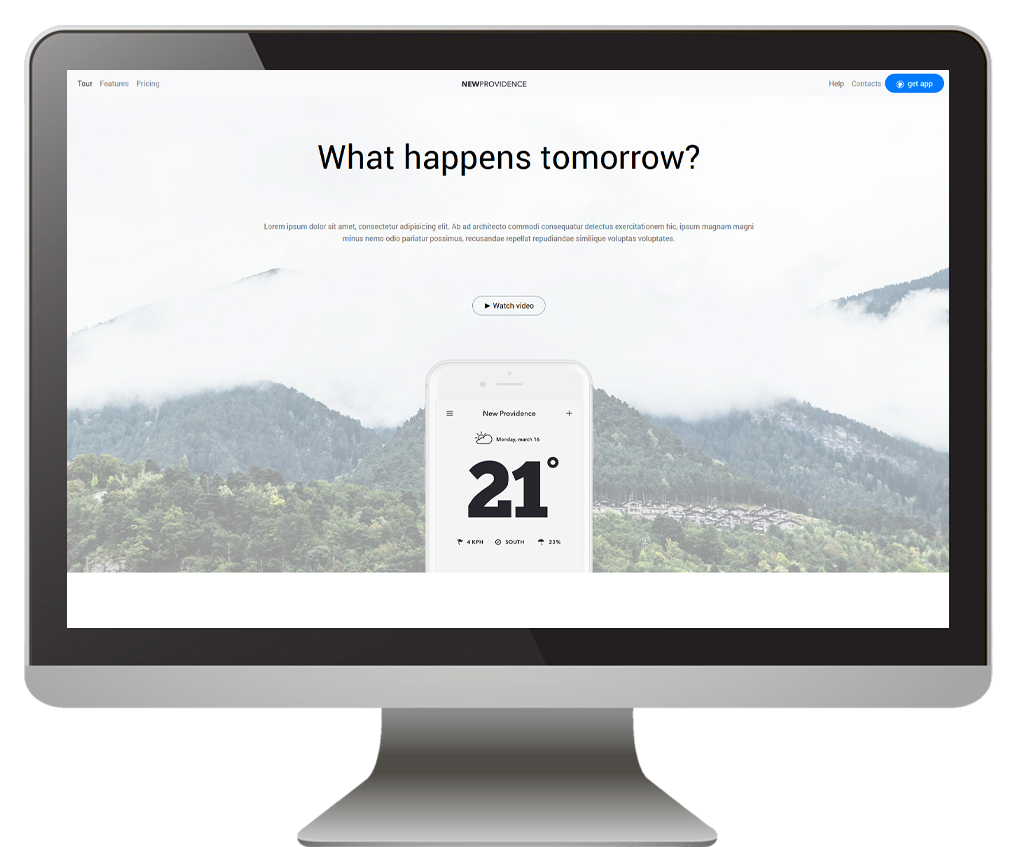 Tour Features Pricing NEWPROVIDENCE Help Contacts get app
What happens tomorrow?
Lorem ipsum dolor sit amet, consectetur adipisicing elit. Ab ad architecto commodi consequatur delectus exercitationem hic, ipsum magnam magni
minus nemo odio pariatur possimus, recusandae repellat repudiandae similique voluptas voluptates.
Watch video
New Providence
Monday, march 16
21°
4 KPH SOUTH 23%